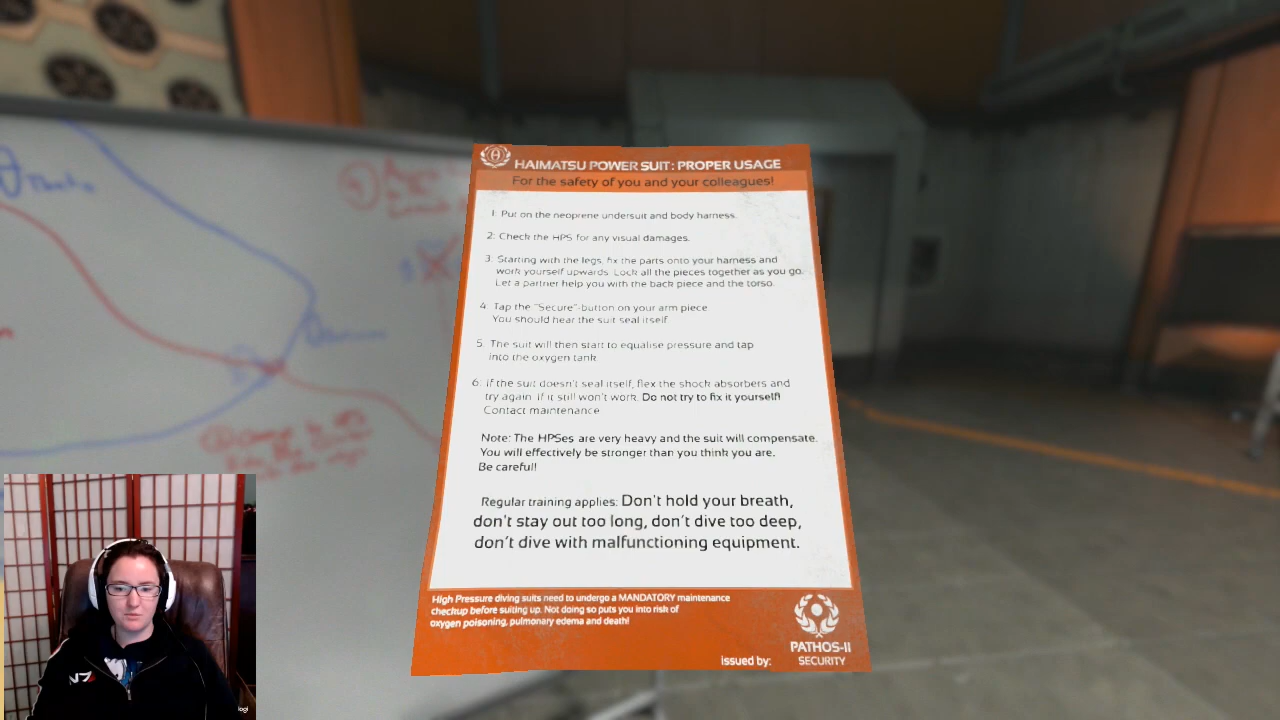 HAIMATSU POWER SUIT: PROPER USAGE
For the safety of you and your colleagues!
1: Put on the neoprene undersuit and body harness.
2: Check the HPS for any visual damages.
3: Starting with the legs, fix the parts onto your harness and
work yourself upwards. Lock all the pieces together as you go.
Let a partner help you with the back piece and the torso.
4: Tap the "Secure"-button on your arm piece.
You should hear the suit seal itself.
5: The suit will then start to equalise pressure and tap
into the oxygen tank.
6: If the suit doesn't seal itself, flex the shock absorbers and
try again. If it still won't work: Do not try to fix it yourself!
Contact maintenance.
Note: The HPSes are very heavy and the suit will compensate.
You will effectively be stronger than you think you are.
Be careful!
Regular training applies: Don't hold your breath,
don't stay out too long, don't dive too deep,
don't dive with malfunctioning equipment.
High Pressure diving suits need to undergo a MANDATORY maintenance
checkup before suiting up. Not doing so puts you into risk of
oxygen poisoning, pulmonary edema and death!
issued by:
PATHOS-II
SECURITY
N7
logi